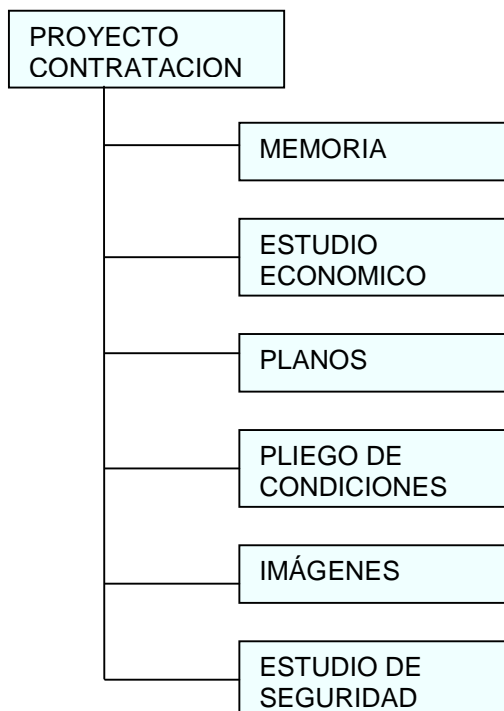 PROYECTO
CONTRATACION
MEMORIA
ESTUDIO
ECONOMICO
PLANOS
PLIEGO DE
CONDICIONES
IMÁGENES
ESTUDIO DE
SEGURIDAD